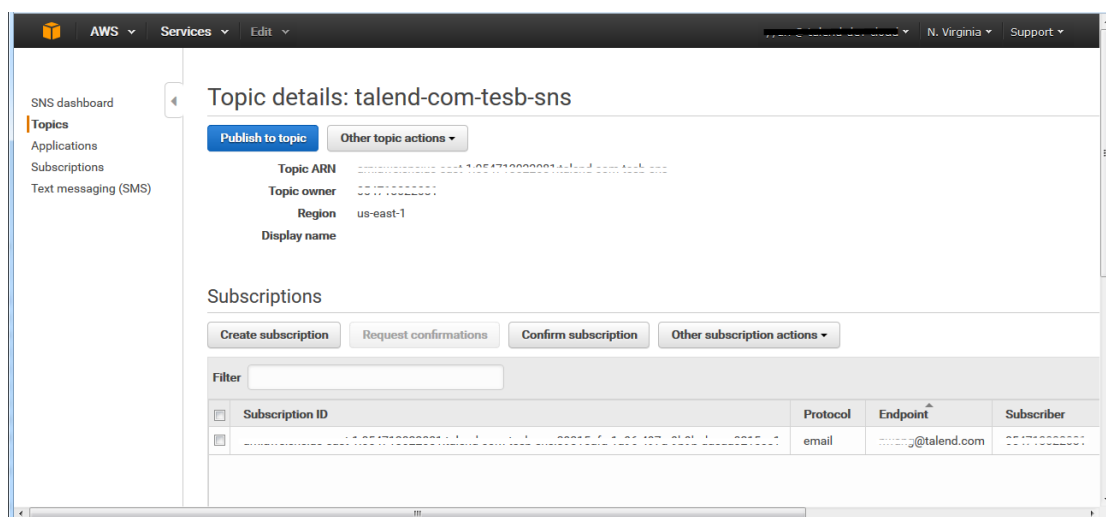 AWS Services Edit N. Virginia Support
SNS dashboard
Topics
Applications
Subscriptions
Text messaging (SMS)
Topic details: talend-com-tesb-sns
Publish to topic Other topic actions
Topic ARN
Topic owner
Region us-east-1
Display name
Subscriptions
Create subscription Request confirmations Confirm subscription Other subscription actions
Filter
Subscription ID Protocol Endpoint Subscriber
email @talend.com